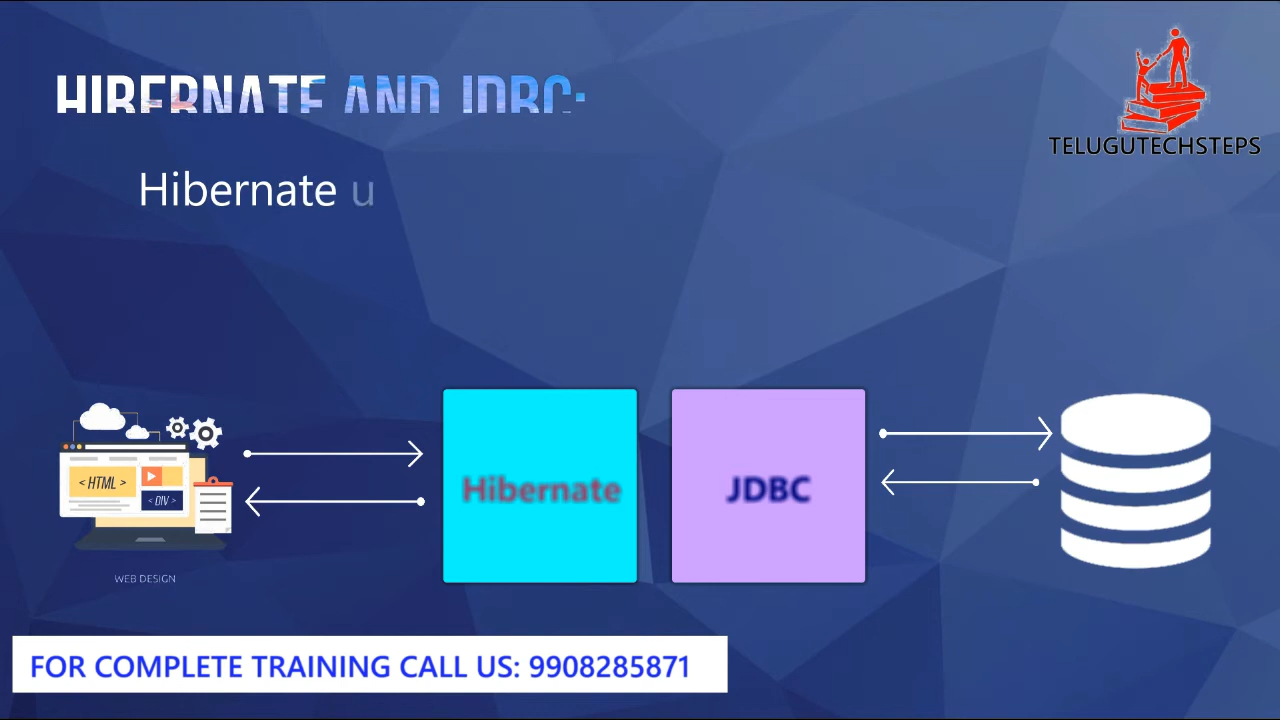 HIBERNATE AND JDBC:
TELUGUTECHSTEPS
Hibernate u
< HTML >
< DIV >
Hibernate
JDBC
WEB DESIGN
FOR COMPLETE TRAINING CALL US: 9908285871